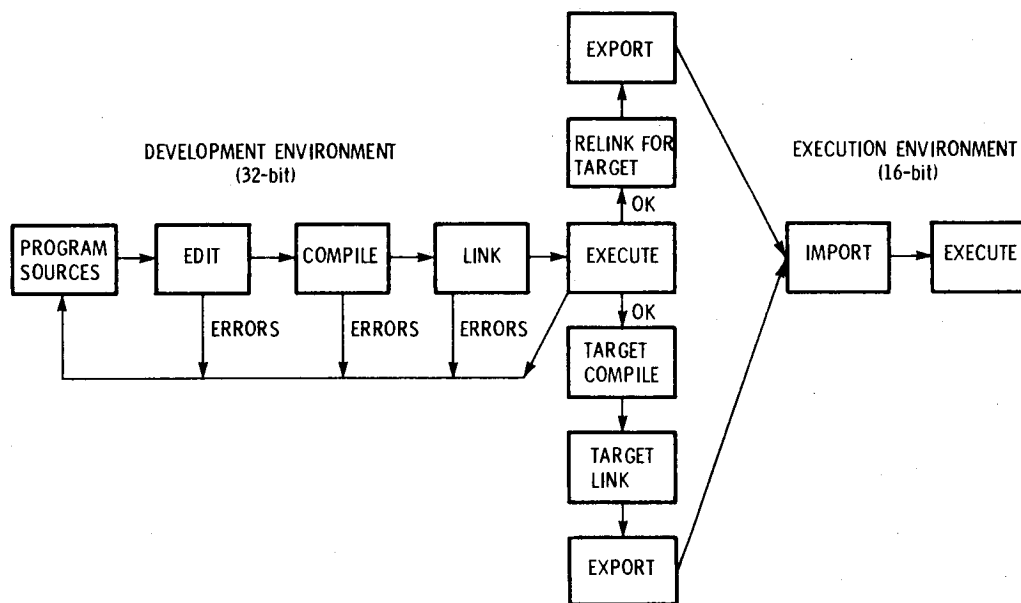 EXPORT
DEVELOPMENT ENVIRONMENT
(32-bit)
RELINK FOR
TARGET
EXECUTION ENVIRONMENT
(16-bit)
OK
PROGRAM
SOURCES
EDIT
COMPILE
LINK
EXECUTE
IMPORT
EXECUTE
ERRORS
ERRORS
ERRORS
OK
TARGET
COMPILE
TARGET
LINK
EXPORT